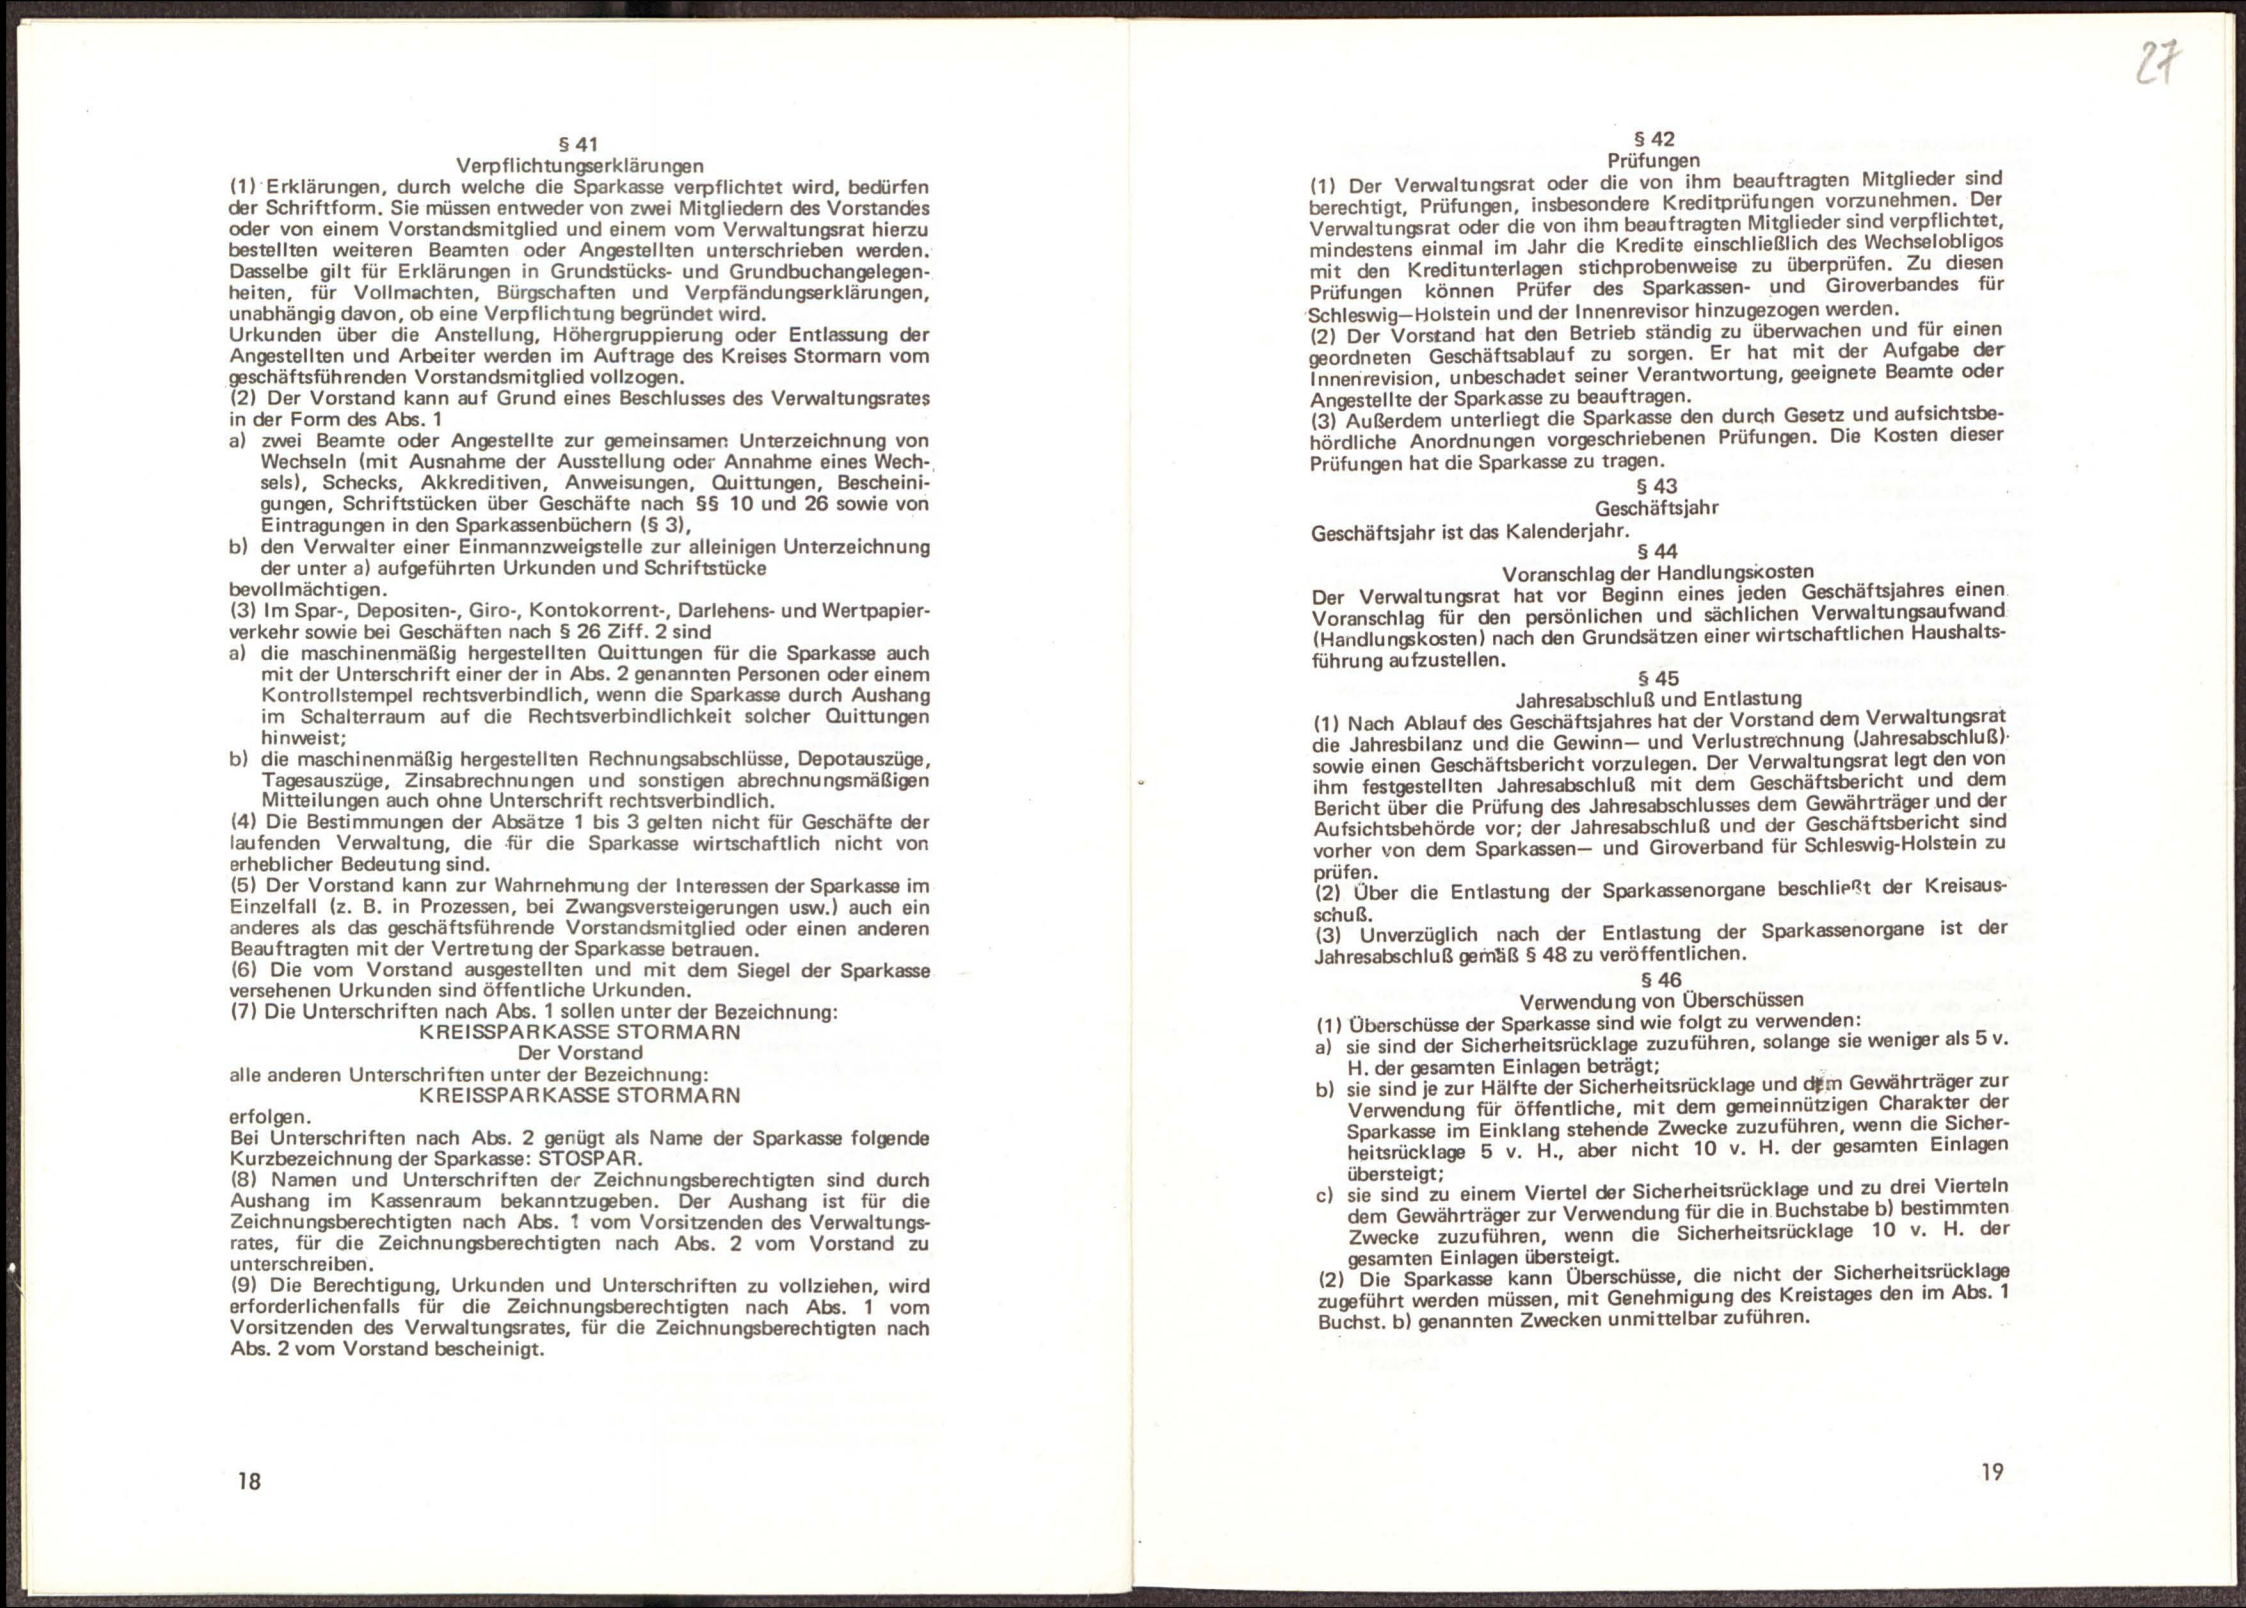 § 41
Verpflichtungserklärungen
(1) Erklärungen, durch welche die Sparkasse verpflichtet wird, bedürfen
der Schriftform. Sie müssen entweder von zwei Mitgliedern des Vorstandes
oder von einem Vorstandsmitglied und einem vom Verwaltungsrat hierzu
bestellten weiteren Beamten oder Angestellten unterschrieben werden.
Dasselbe gilt für Erklärungen in Grundstücks- und Grundbuchangelegen-
heiten, für Vollmachten, Bürgschaften und Verpfändungserklärungen,
unabhängig davon, ob eine Verpflichtung begründet wird.
Urkunden über die Anstellung, Höhergruppierung oder Entlassung der
Angestellten und Arbeiter werden im Auftrage des Kreises Stormarn vom
geschäftsführenden Vorstandsmitglied vollzogen.
(2) Der Vorstand kann auf Grund eines Beschlusses des Verwaltungsrates
in der Form des Abs. 1
a) zwei Beamte oder Angestellte zur gemeinsamen Unterzeichnung von
Wechseln (mit Ausnahme der Ausstellung oder Annahme eines Wech-
sels), Schecks, Akkreditiven, Anweisungen, Quittungen, Bescheini-
gungen, Schriftstücken über Geschäfte nach §§ 10 und 26 sowie von
Eintragungen in den Sparkassenbüchern (§ 3),
b) den Verwalter einer Einmannzweigstelle zur alleinigen Unterzeichnung
der unter a) aufgeführten Urkunden und Schriftstücke
bevollmächtigen.
(3) Im Spar-, Depositen-, Giro-, Kontokorrent-, Darlehens- und Wertpapier-
verkehr sowie bei Geschäften nach § 26 Ziff. 2 sind
a) die maschinenmäßig hergestellten Quittungen für die Sparkasse auch
mit der Unterschrift einer der in Abs. 2 genannten Personen oder einem
Kontrollstempel rechtsverbindlich, wenn die Sparkasse durch Aushang
im Schalterraum auf die Rechtsverbindlichkeit solcher Quittungen
hinweist;
b) die maschinenmäßig hergestellten Rechnungsabschlüsse, Depotauszüge,
Tagesauszüge, Zinsabrechnungen und sonstigen abrechnungsmäßigen
Mitteilungen auch ohne Unterschrift rechtsverbindlich.
(4) Die Bestimmungen der Absätze 1 bis 3 gelten nicht für Geschäfte der
laufenden Verwaltung, die für die Sparkasse wirtschaftlich nicht von
erheblicher Bedeutung sind.
(5) Der Vorstand kann zur Wahrnehmung der Interessen der Sparkasse im
Einzelfall (z. B. in Prozessen, bei Zwangsversteigerungen usw.) auch ein
anderes als das geschäftsführende Vorstandsmitglied oder einen anderen
Beauftragten mit der Vertretung der Sparkasse betrauen.
(6) Die vom Vorstand ausgestellten und mit dem Siegel der Sparkasse
versehenen Urkunden sind öffentliche Urkunden.
(7) Die Unterschriften nach Abs. 1 sollen unter der Bezeichnung:
KREISSPARKASSE STORMARN
Der Vorstand
alle anderen Unterschriften unter der Bezeichnung:
KREISSPARKASSE STORMARN
erfolgen.
Bei Unterschriften nach Abs. 2 genügt als Name der Sparkasse folgende
Kurzbezeichnung der Sparkasse: STOSPAR.
(8) Namen und Unterschriften der Zeichnungsberechtigten sind durch
Aushang im Kassenraum bekanntzugeben. Der Aushang ist für die
Zeichnungsberechtigten nach Abs. 1 vom Vorsitzenden des Verwaltungs-
rates, für die Zeichnungsberechtigten nach Abs. 2 vom Vorstand zu
unterschreiben.
(9) Die Berechtigung, Urkunden und Unterschriften zu vollziehen, wird
erforderlichenfalls für die Zeichnungsberechtigten nach Abs. 1 vom
Vorsitzenden des Verwaltungsrates, für die Zeichnungsberechtigten nach
Abs. 2 vom Vorstand bescheinigt.
18
27
§ 42
Prüfungen
(1) Der Verwaltungsrat oder die von ihm beauftragten Mitglieder sind
berechtigt, Prüfungen, insbesondere Kreditprüfungen vorzunehmen. Der
Verwaltungsrat oder die von ihm beauftragten Mitglieder sind verpflichtet,
mindestens einmal im Jahr die Kredite einschließlich des Wechselobligos
mit den Kreditunterlagen stichprobenweise zu überprüfen. Zu diesen
Prüfungen können Prüfer des Sparkassen- und Giroverbandes für
Schleswig—Holstein und der Innenrevisor hinzugezogen werden.
(2) Der Vorstand hat den Betrieb ständig zu überwachen und für einen
geordneten Geschäftsablauf zu sorgen. Er hat mit der Aufgabe der
Innenrevision, unbeschadet seiner Verantwortung, geeignete Beamte oder
Angestellte der Sparkasse zu beauftragen.
(3) Außerdem unterliegt die Sparkasse den durch Gesetz und aufsichtsbe-
hördliche Anordnungen vorgeschriebenen Prüfungen. Die Kosten dieser
Prüfungen hat die Sparkasse zu tragen.
§ 43
Geschäftsjahr
Geschäftsjahr ist das Kalenderjahr.
§ 44
Voranschlag der Handlungskosten
Der Verwaltungsrat hat vor Beginn eines jeden Geschäftsjahres einen
Voranschlag für den persönlichen und sächlichen Verwaltungsaufwand
(Handlungskosten) nach den Grundsätzen einer wirtschaftlichen Haushalts-
führung aufzustellen.
§ 45
Jahresabschluß und Entlastung
(1) Nach Ablauf des Geschäftsjahres hat der Vorstand dem Verwaltungsrat
die Jahresbilanz und die Gewinn— und Verlustrechnung (Jahresabschluß)
sowie einen Geschäftsbericht vorzulegen. Der Verwaltungsrat legt den von
ihm festgestellten Jahresabschluß mit dem Geschäftsbericht und dem
Bericht über die Prüfung des Jahresabschlusses dem Gewährträger und der
Aufsichtsbehörde vor; der Jahresabschluß und der Geschäftsbericht sind
vorher von dem Sparkassen— und Giroverband für Schleswig-Holstein zu
prüfen.
(2) Über die Entlastung der Sparkassenorgane beschließt der Kreisaus-
schuß.
(3) Unverzüglich nach der Entlastung der Sparkassenorgane ist der
Jahresabschluß gemäß § 48 zu veröffentlichen.
§ 46
Verwendung von Überschüssen
(1) Überschüsse der Sparkasse sind wie folgt zu verwenden:
a) sie sind der Sicherheitsrücklage zuzuführen, solange sie weniger als 5 v.
H. der gesamten Einlagen beträgt;
b) sie sind je zur Hälfte der Sicherheitsrücklage und dem Gewährträger zur
Verwendung für öffentliche, mit dem gemeinnützigen Charakter der
Sparkasse im Einklang stehende Zwecke zuzuführen, wenn die Sicher-
heitsrücklage 5 v. H., aber nicht 10 v. H. der gesamten Einlagen
übersteigt;
c) sie sind zu einem Viertel der Sicherheitsrücklage und zu drei Vierteln
dem Gewährträger zur Verwendung für die in Buchstabe b) bestimmten
Zwecke zuzuführen, wenn die Sicherheitsrücklage 10 v. H. der
gesamten Einlagen übersteigt.
(2) Die Sparkasse kann Überschüsse, die nicht der Sicherheitsrücklage
zugeführt werden müssen, mit Genehmigung des Kreistages den im Abs. 1
Buchst. b) genannten Zwecken unmittelbar zuführen.
19